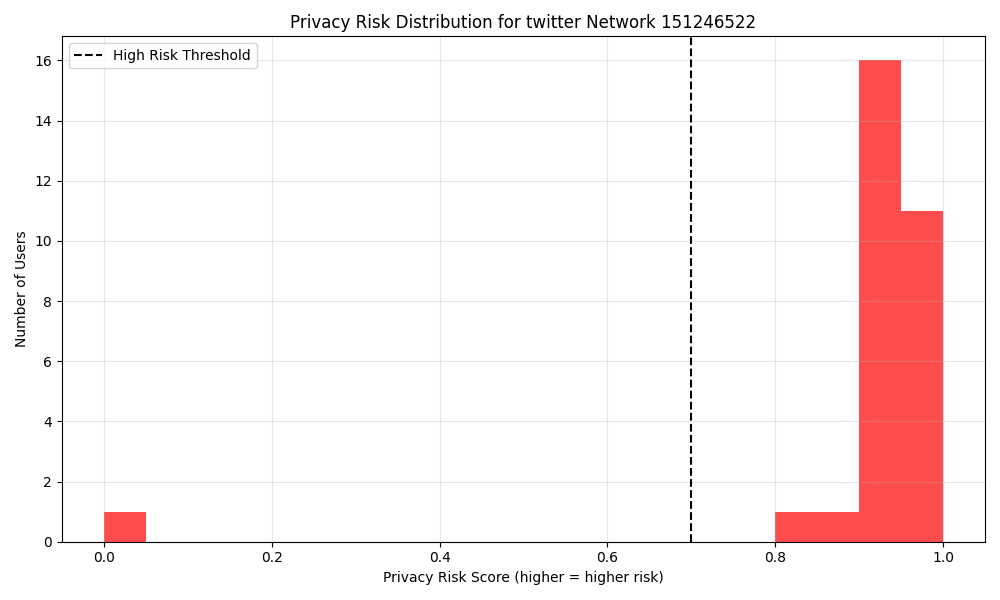 Privacy Risk Distribution for twitter Network 151246522
High Risk Threshold
Number of Users
16
14
12
10
8
6
4
2
0
0.0 0.2 0.4 0.6 0.8 1.0
Privacy Risk Score (higher = higher risk)